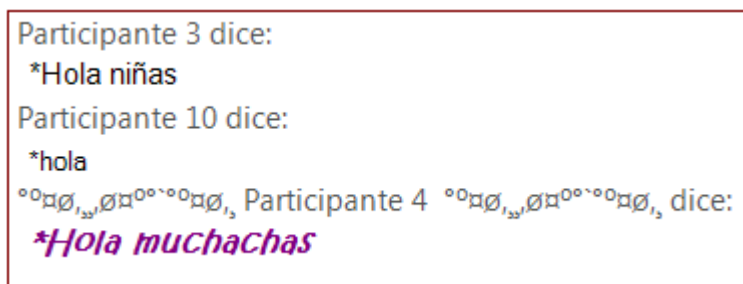 Participante 3 dice:
*Hola niñas
Participante 10 dice:
*hola
°º¤ø,¸¸,ø¤º°`°º¤ø,¸ Participante 4 °º¤ø,¸¸,ø¤º°`°º¤ø,¸ dice:
*Hola muchachas